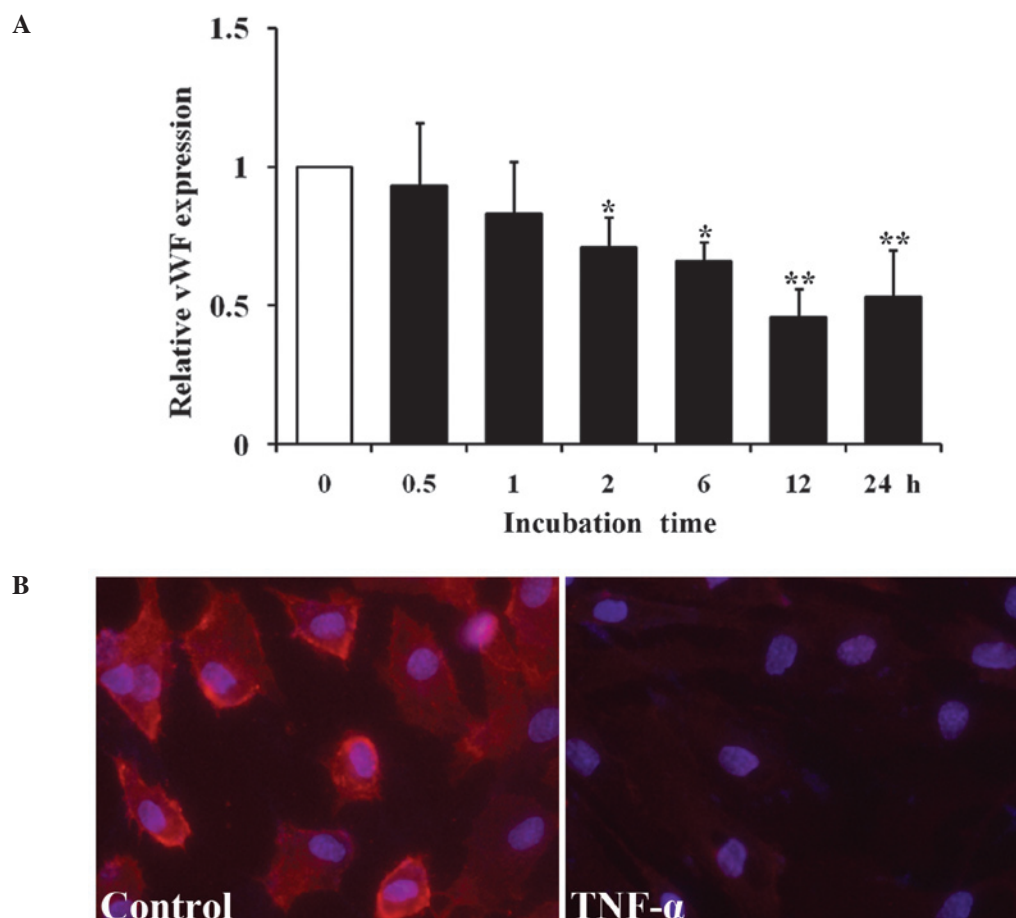 A
Relative vWF expression
1.5
1
0.5
0
* * ** **
0 0.5 1 2 6 12 24 h
Incubation time
B
Control TNF-α